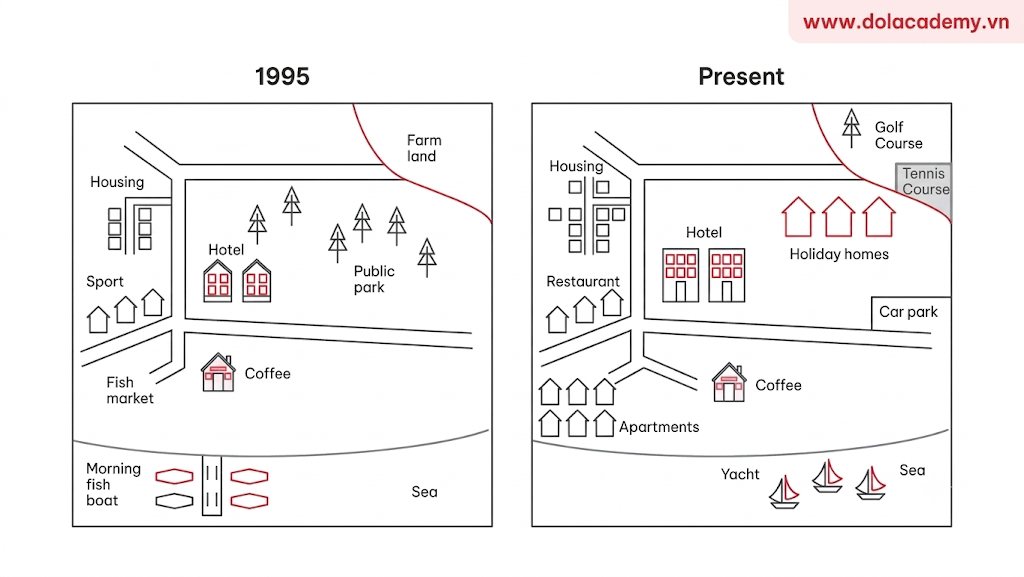 www.dolacademy.vn
1995
Farm
land
Housing
Hotel
Public
park
Sport
Coffee
Fish
market
Morning
fish
boat
Sea
Present
Golf
Course
Tennis
Course
Housing
Hotel
Holiday homes
Restaurant
Car park
Coffee
Apartments
Yacht
Sea